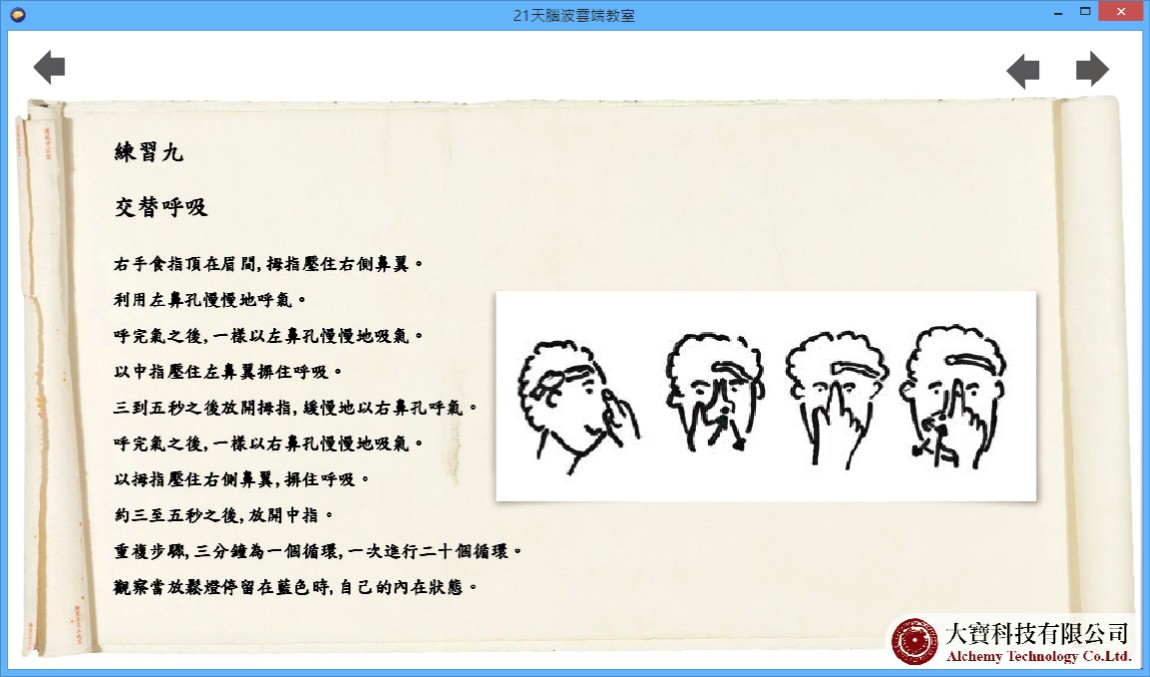 21天腦波雲端教室
練習九
交替呼吸
右手食指頂在眉間,拇指壓住右側鼻翼。
利用左鼻孔慢慢地呼氣。
呼完氣之後,一樣以左鼻孔慢慢地吸氣。
以中指壓住左鼻翼摒住呼吸。
三到五秒之後放開拇指,緩慢地以右鼻孔呼氣。
呼完氣之後,一樣以右鼻孔慢慢地吸氣。
以拇指壓住右側鼻翼,摒住呼吸。
約三至五秒之後,放開中指。
重複步驟,三分鐘為一個循環,一次進行二十個循環。
觀察當放鬆燈停留在藍色時,自己的內在狀態。
大寶科技有限公司
Alchemy Technology Co.Ltd.